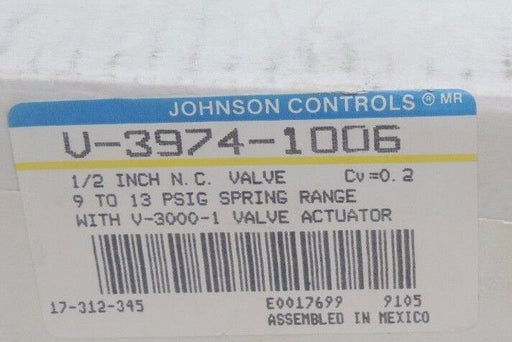 JOHNSON CONTROLS ® MR
V-3974-1006
1/2 INCH N.C. VALVE Cv=0.2
9 TO 13 PSIG SPRING RANGE
WITH V-3000-1 VALVE ACTUATOR
17-312-345 E0017699 9105
ASSEMBLED IN MEXICO